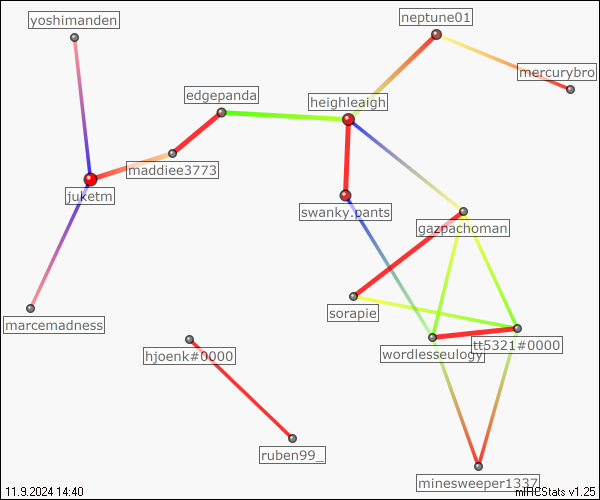 yoshimanden
neptune01
mercurybro
edgepanda
heighleaigh
maddiee3773
juketm
swanky.pants
gazpachoman
marcemadness
sorapie
hjoenk#0000
wordlesseulogy
tt5321#0000
ruben99_
minesweeper1337
11.9.2024 14:40
mIRCStats v1.25